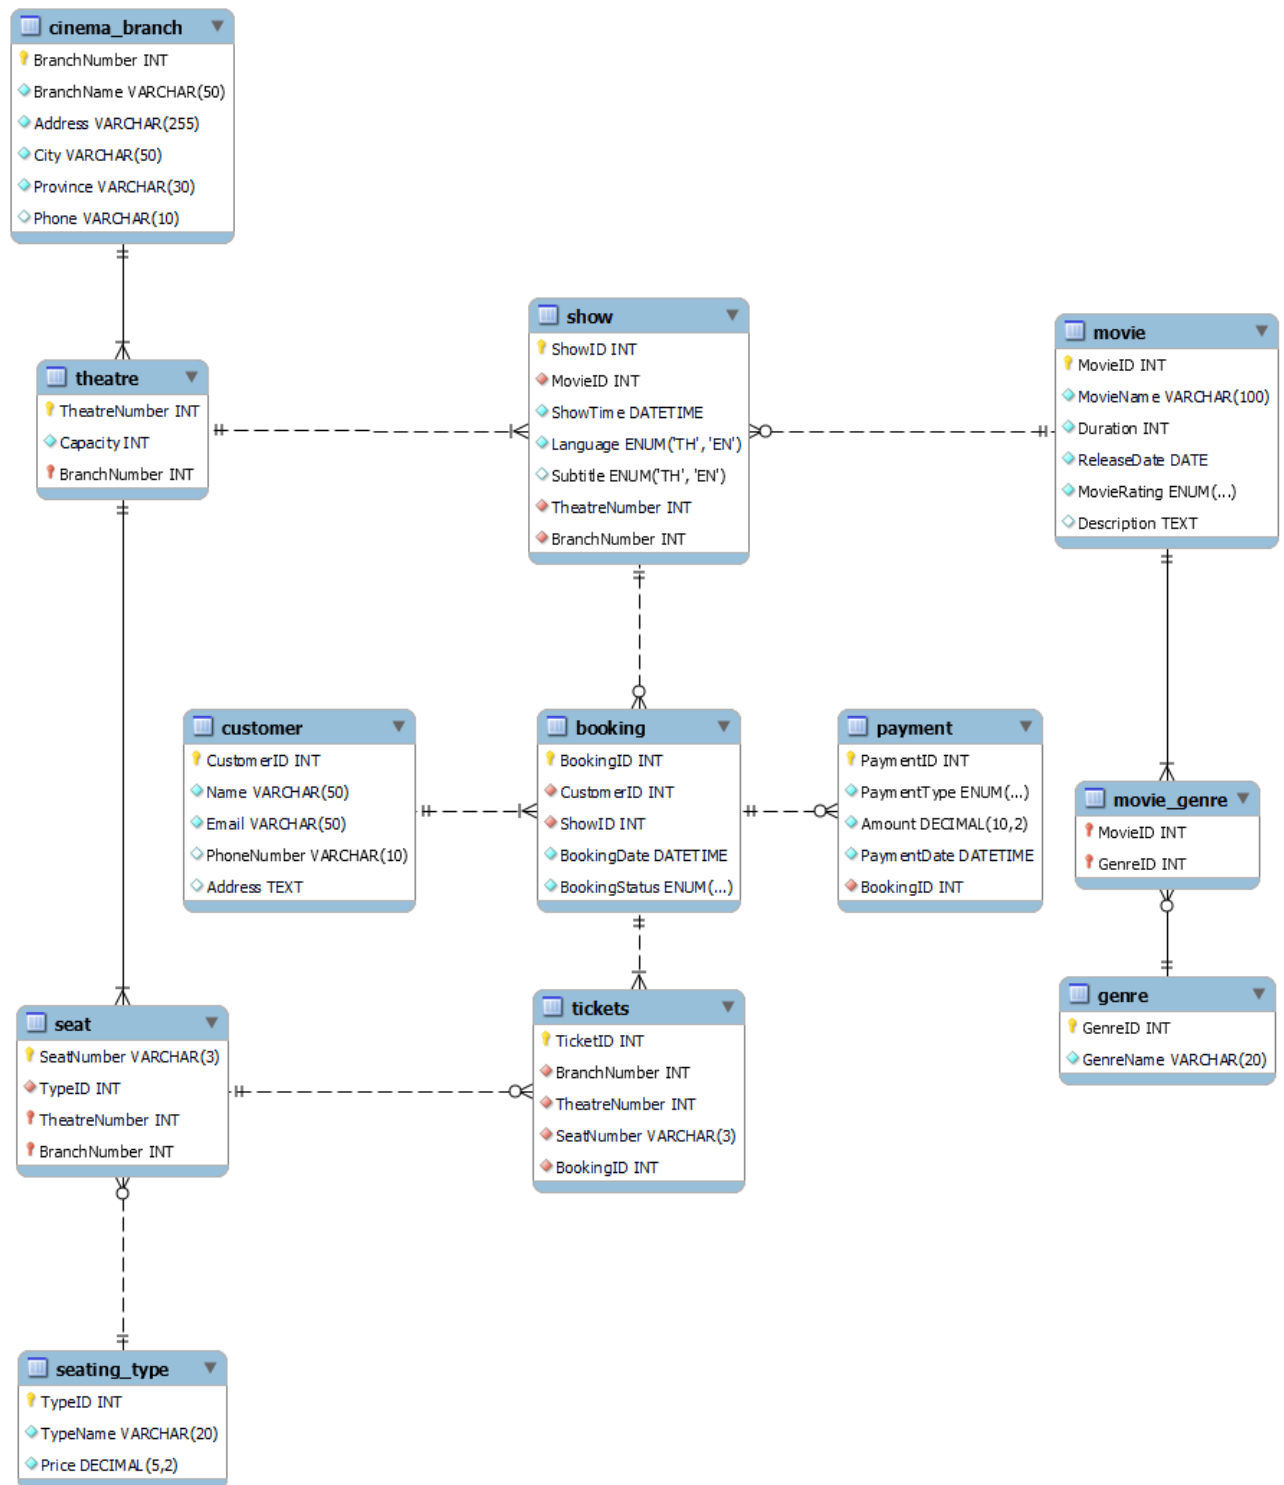 cinema_branch
BranchNumber INT
BranchName VARCHAR(50)
Address VARCHAR(255)
City VARCHAR(50)
Province VARCHAR(30)
Phone VARCHAR(10)
theatre
TheatreNumber INT
Capacity INT
BranchNumber INT
show
ShowID INT
MovieID INT
ShowTime DATETIME
Language ENUM('TH', 'EN')
Subtitle ENUM('TH', 'EN')
TheatreNumber INT
BranchNumber INT
movie
MovieID INT
MovieName VARCHAR(100)
Duration INT
ReleaseDate DATE
MovieRating ENUM(...)
Description TEXT
customer
CustomerID INT
Name VARCHAR(50)
Email VARCHAR(50)
PhoneNumber VARCHAR(10)
Address TEXT
booking
BookingID INT
CustomerID INT
ShowID INT
BookingDate DATETIME
BookingStatus ENUM(...)
payment
PaymentID INT
PaymentType ENUM(...)
Amount DECIMAL(10,2)
PaymentDate DATETIME
BookingID INT
movie_genre
MovieID INT
GenreID INT
seat
SeatNumber VARCHAR(3)
TypeID INT
TheatreNumber INT
BranchNumber INT
tickets
TicketID INT
BranchNumber INT
TheatreNumber INT
SeatNumber VARCHAR(3)
BookingID INT
genre
GenreID INT
GenreName VARCHAR(20)
seating_type
TypeID INT
TypeName VARCHAR(20)
Price DECIMAL(5,2)